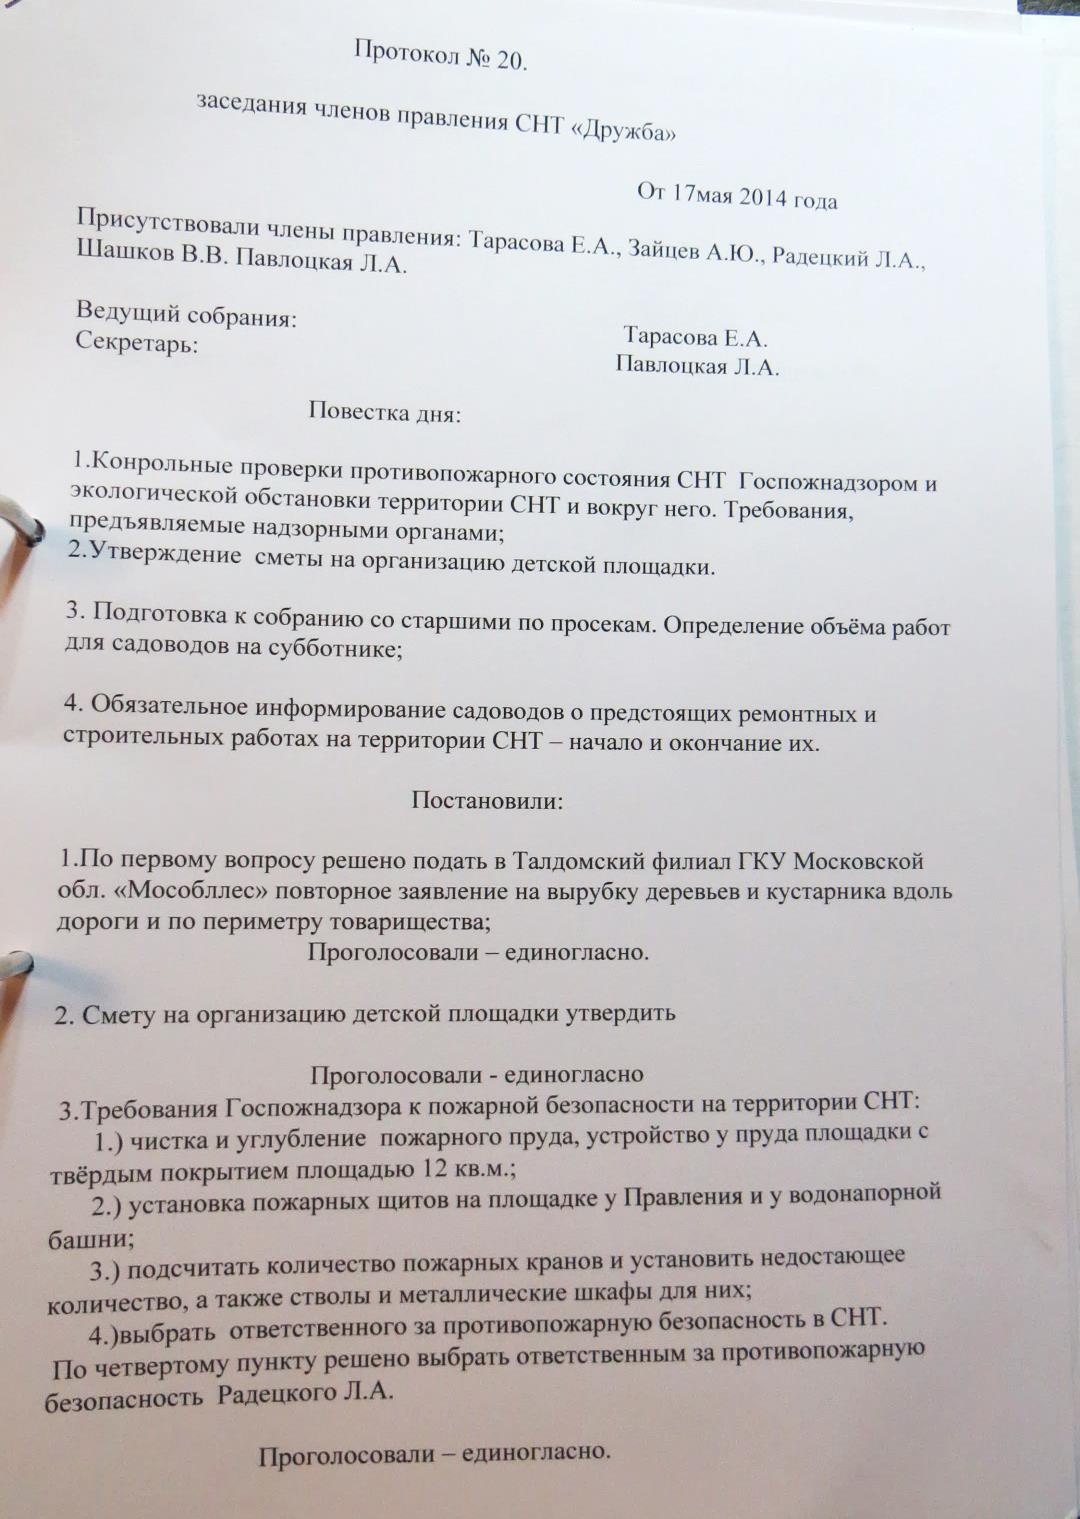 Протокол № 20.
заседания членов правления СНТ «Дружба»
От 17мая 2014 года
Присутствовали члены правления: Тарасова Е.А., Зайцев А.Ю., Радецкий Л.А.,
Шашков В.В. Павлоцкая Л.А.
Ведущий собрания: Тарасова Е.А.
Секретарь: Павлоцкая Л.А.
Повестка дня:
1.Конрольные проверки противопожарного состояния СНТ Госпожнадзором и
экологической обстановки территории СНТ и вокруг него. Требования,
предъявляемые надзорными органами;
2.Утверждение сметы на организацию детской площадки.
3. Подготовка к собранию со старшими по просекам. Определение объёма работ
для садоводов на субботнике;
4. Обязательное информирование садоводов о предстоящих ремонтных и
строительных работах на территории СНТ – начало и окончание их.
Постановили:
1.По первому вопросу решено подать в Талдомский филиал ГКУ Московской
обл. «Мособллес» повторное заявление на вырубку деревьев и кустарника вдоль
дороги и по периметру товарищества;
Проголосовали – единогласно.
2. Смету на организацию детской площадки утвердить
Проголосовали - единогласно
3.Требования Госпожнадзора к пожарной безопасности на территории СНТ:
1.) чистка и углубление пожарного пруда, устройство у пруда площадки с
твёрдым покрытием площадью 12 кв.м.;
2.) установка пожарных щитов на площадке у Правления и у водонапорной
башни;
3.) подсчитать количество пожарных кранов и установить недостающее
количество, а также стволы и металлические шкафы для них;
4.)выбрать ответственного за противопожарную безопасность в СНТ.
По четвертому пункту решено выбрать ответственным за противопожарную
безопасность Радецкого Л.А.
Проголосовали – единогласно.